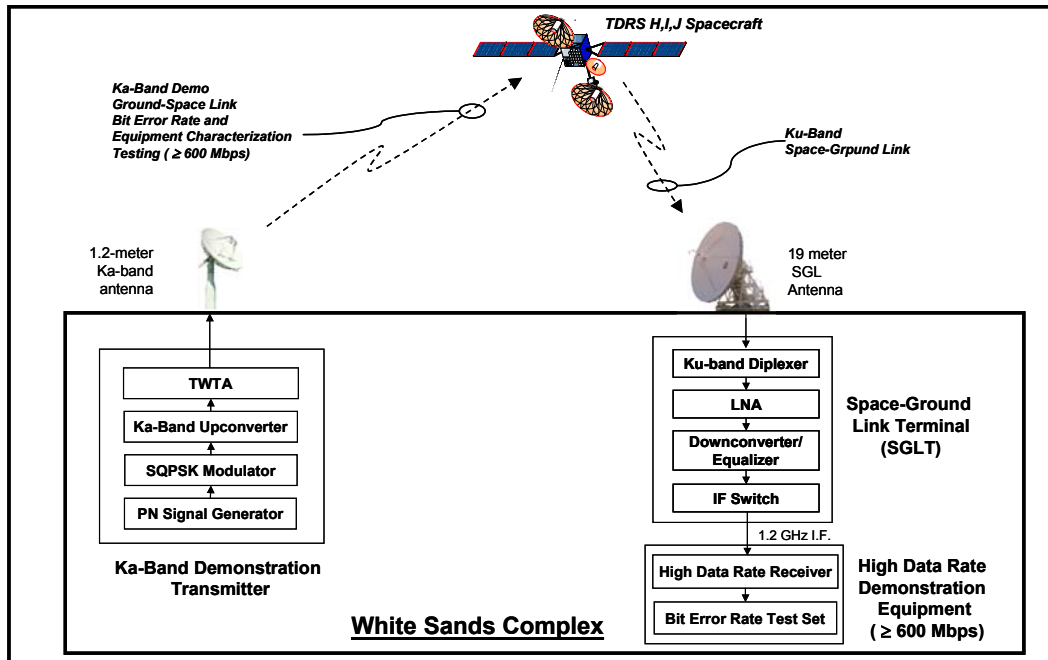 TDRS H,I,J Spacecraft
Ka-Band Demo
Ground-Space Link
Bit Error Rate and
Equipment Characterization
Testing ( ≥ 600 Mbps)
Ku-Band
Space-Grpund Link
1.2-meter
Ka-band
antenna
19 meter
SGL
Antenna
TWTA
Ka-Band Upconverter
SQPSK Modulator
PN Signal Generator
Ka-Band Demonstration
Transmitter
Ku-band Diplexer
LNA
Downconverter/
Equalizer
IF Switch
Space-Ground
Link Terminal
(SGLT)
1.2 GHz I.F.
High Data Rate Receiver
Bit Error Rate Test Set
High Data Rate
Demonstration
Equipment
( ≥ 600 Mbps)
White Sands Complex